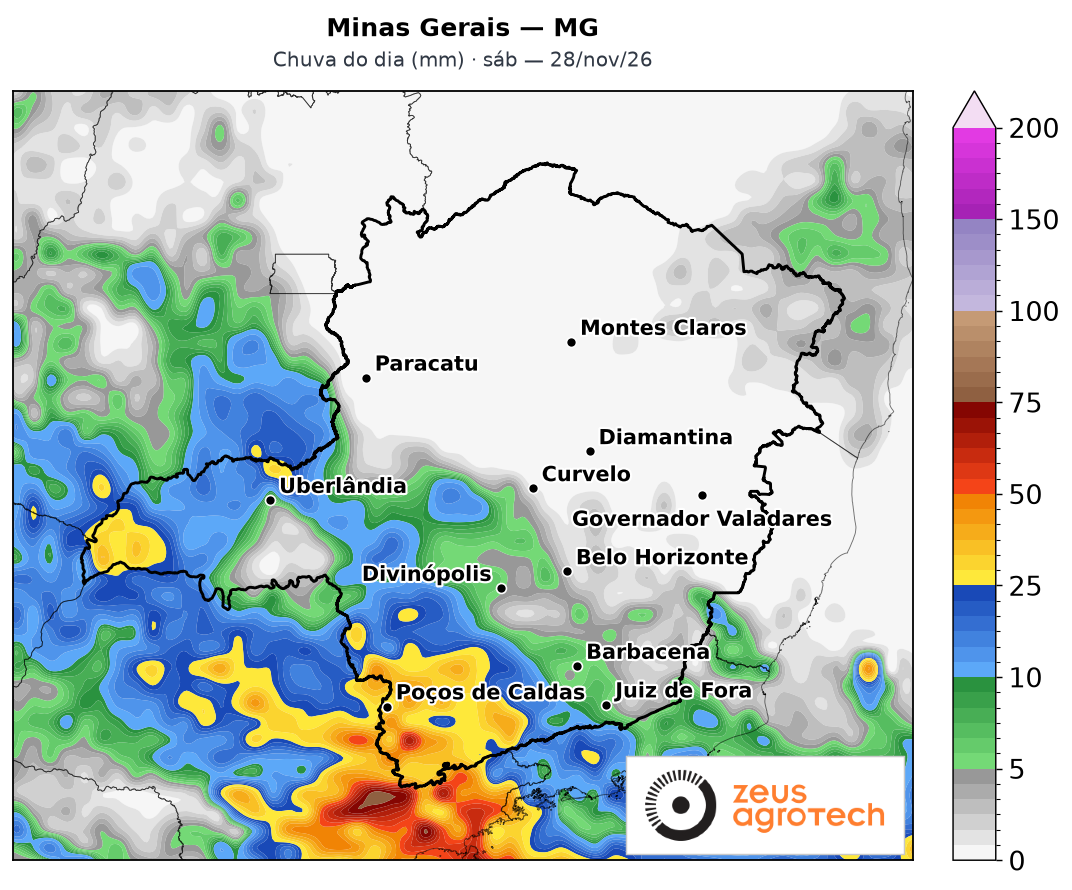 Minas Gerais — MG
Chuva do dia (mm) · sáb — 28/nov/26
200
150
100
75
50
25
10
5
0
Montes Claros
Paracatu
Diamantina
Curvelo
Uberlândia
Governador Valadares
Belo Horizonte
Divinópolis
Barbacena
Poços de Caldas
Juiz de Fora
zeus
agrotech